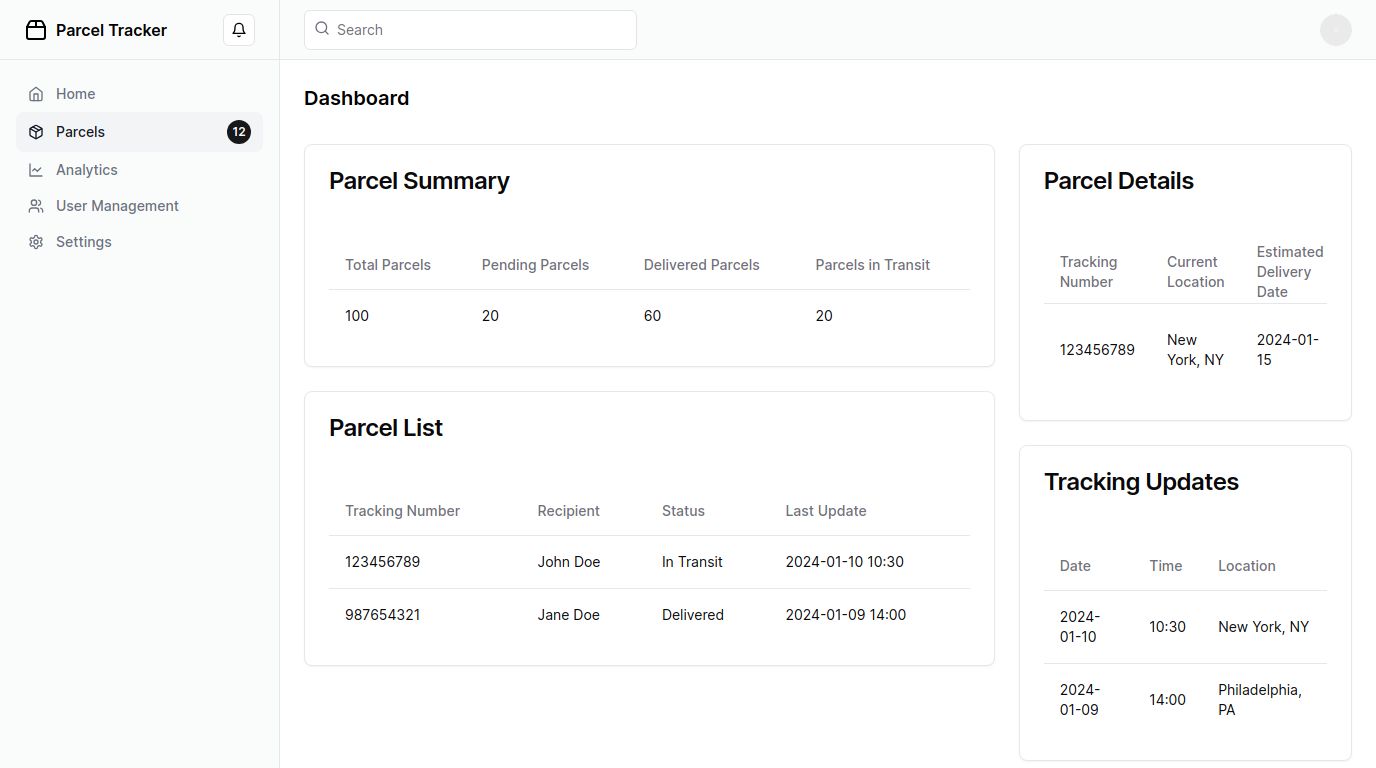 Parcel Tracker
Search
Home
Parcels 12
Analytics
User Management
Settings
Dashboard
Parcel Summary
Total Parcels Pending Parcels Delivered Parcels Parcels in Transit
100 20 60 20
Parcel List
Tracking Number Recipient Status Last Update
123456789 John Doe In Transit 2024-01-10 10:30
987654321 Jane Doe Delivered 2024-01-09 14:00
Parcel Details
Tracking
Number
Current
Location
Estimated
Delivery
Date
123456789
New
York, NY
2024-01-
15
Tracking Updates
Date Time Location
2024-
01-10
10:30
New York, NY
2024-
01-09
14:00
Philadelphia,
PA